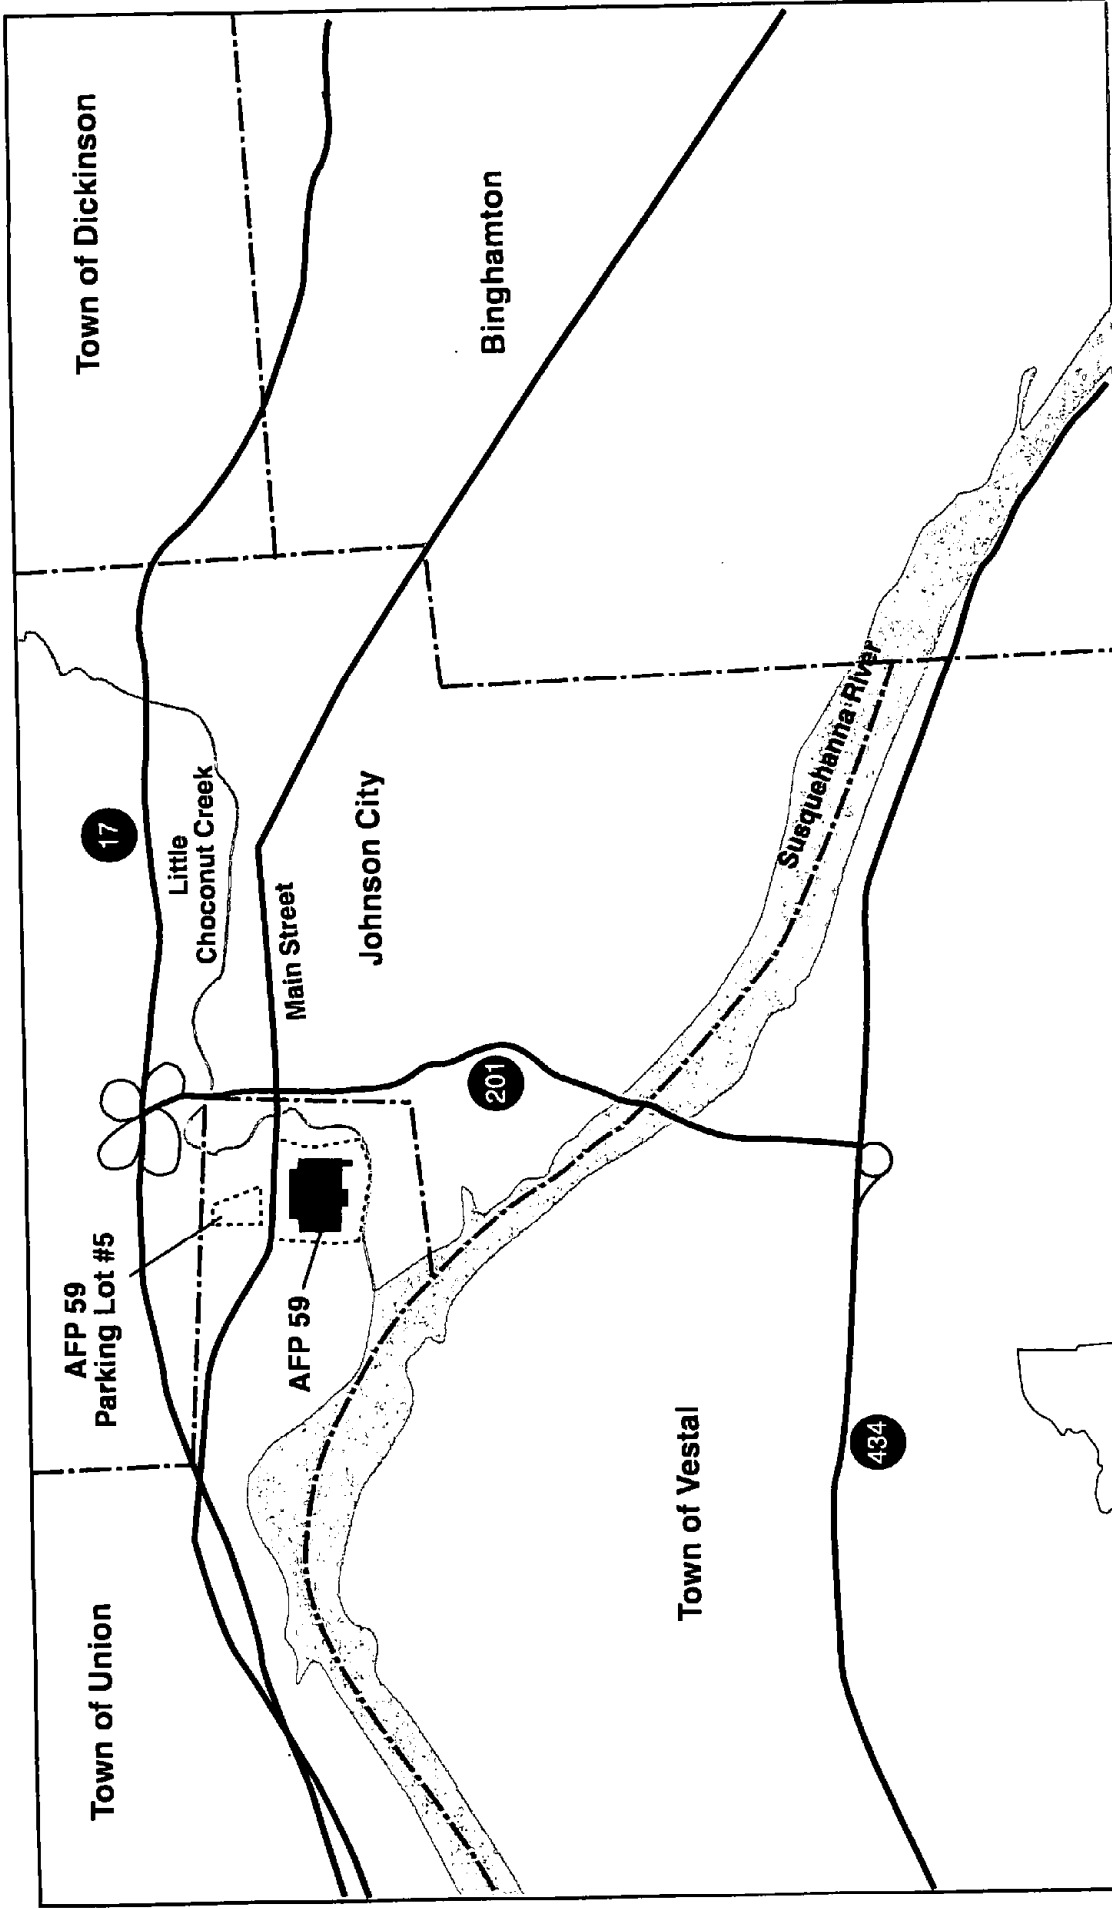 Town of Union
AFP 59
Parking Lot #5
17
Little
Choconut Creek
Town of Dickinson
Main Street
AFP 59
Johnson City
Binghamton
201
Susquehanna River
Town of Vestal
434